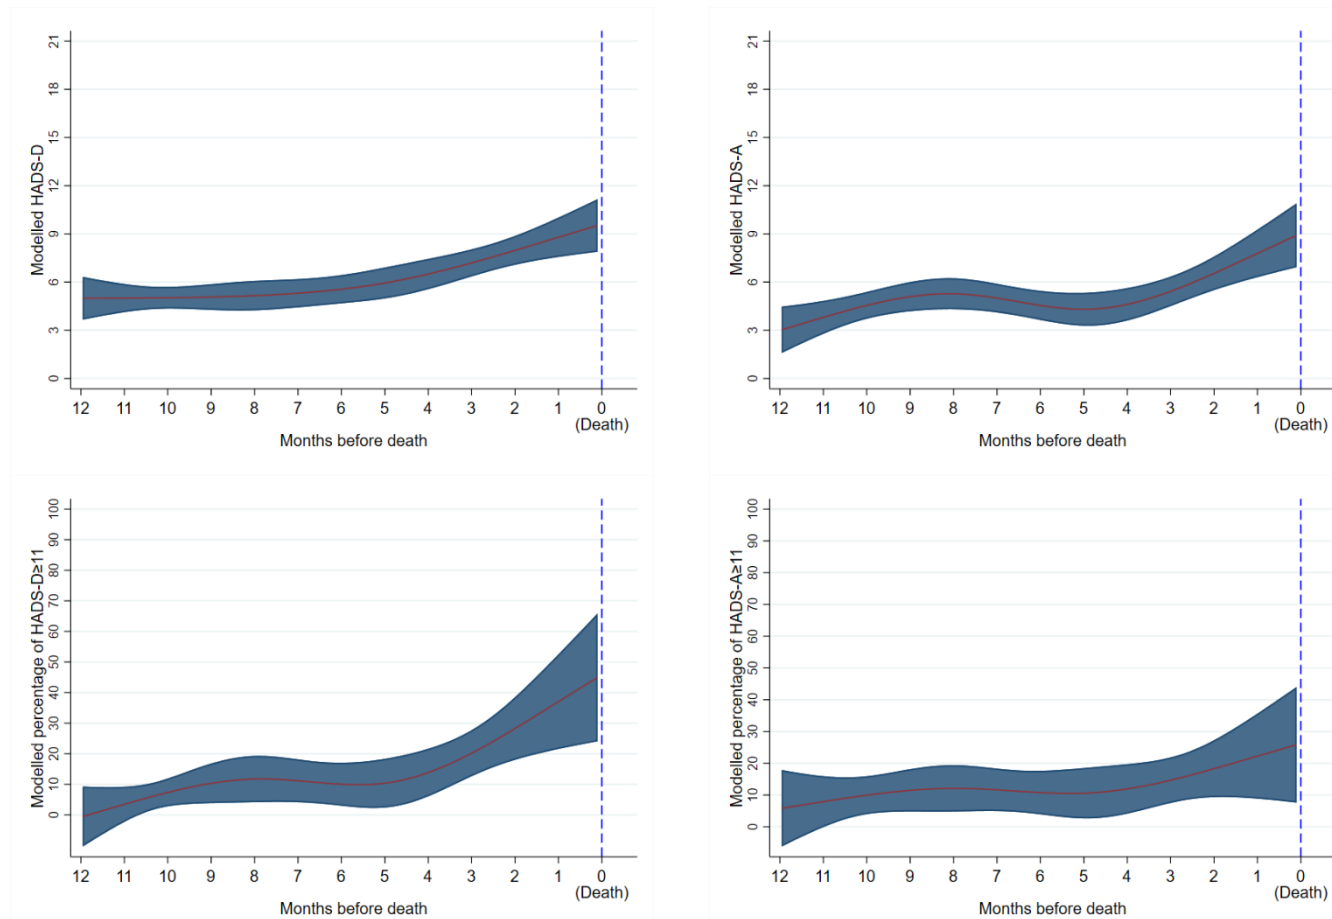 Modelled HADS-D
21
18
15
12
9
6
3
0
12 11 10 9 8 7 6 5 4 3 2 1 0
(Death)
Months before death
Modelled HADS-A
21
18
15
12
9
6
3
0
12 11 10 9 8 7 6 5 4 3 2 1 0
(Death)
Months before death
Modelled percentage of HADS-D≥11
100
90
80
70
60
50
40
30
20
10
0
12 11 10 9 8 7 6 5 4 3 2 1 0
(Death)
Months before death
Modelled percentage of HADS-A≥11
100
90
80
70
60
50
40
30
20
10
0
12 11 10 9 8 7 6 5 4 3 2 1 0
(Death)
Months before death